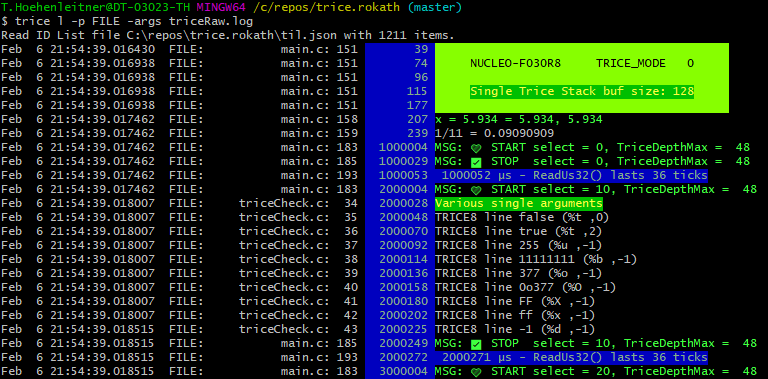 T.Hoehenleitner@DT-03O23-TH MINGW64 /c/repos/trice.rokath (master)
$ trice l -p FILE -args triceRaw.log
Read ID List file C:\repos\trice.rokath\til.json with 1211 items.
Feb  6 21:54:39.016430  FILE:          main.c: 151        39
Feb  6 21:54:39.016938  FILE:          main.c: 151        74     NUCLEO-F030R8     TRICE_MODE   0
Feb  6 21:54:39.016938  FILE:          main.c: 151        96
Feb  6 21:54:39.016938  FILE:          main.c: 151       115     Single Trice Stack buf size: 128
Feb  6 21:54:39.016938  FILE:          main.c: 151       177
Feb  6 21:54:39.017462  FILE:          main.c: 158       207 x = 5.934 = 5.934, 5.934
Feb  6 21:54:39.017462  FILE:          main.c: 159       239 1/11 = 0.09090909
Feb  6 21:54:39.017462  FILE:          main.c: 183   1000004 MSG: 💚 START select = 0, TriceDepthMax =  48
Feb  6 21:54:39.017462  FILE:          main.c: 185   1000029 MSG: ✅ STOP  select = 0, TriceDepthMax =  48
Feb  6 21:54:39.017462  FILE:          main.c: 193   1000053  1000052 µs - ReadUs32() lasts 36 ticks
Feb  6 21:54:39.017462  FILE:          main.c: 183   2000004 MSG: 💚 START select = 10, TriceDepthMax =  48
Feb  6 21:54:39.018007  FILE:    triceCheck.c:  34   2000028 Various single arguments
Feb  6 21:54:39.018007  FILE:    triceCheck.c:  35   2000048 TRICE8 line false (%t ,0)
Feb  6 21:54:39.018007  FILE:    triceCheck.c:  36   2000070 TRICE8 line true (%t ,2)
Feb  6 21:54:39.018007  FILE:    triceCheck.c:  37   2000092 TRICE8 line 255 (%u ,-1)
Feb  6 21:54:39.018007  FILE:    triceCheck.c:  38   2000114 TRICE8 line 11111111 (%b ,-1)
Feb  6 21:54:39.018007  FILE:    triceCheck.c:  39   2000136 TRICE8 line 377 (%o ,-1)
Feb  6 21:54:39.018007  FILE:    triceCheck.c:  40   2000158 TRICE8 line 0o377 (%O ,-1)
Feb  6 21:54:39.018007  FILE:    triceCheck.c:  41   2000180 TRICE8 line FF (%X ,-1)
Feb  6 21:54:39.018007  FILE:    triceCheck.c:  42   2000202 TRICE8 line ff (%x ,-1)
Feb  6 21:54:39.018515  FILE:    triceCheck.c:  43   2000225 TRICE8 line -1 (%d ,-1)
Feb  6 21:54:39.018515  FILE:          main.c: 185   2000249 MSG: ✅ STOP  select = 10, TriceDepthMax =  48
Feb  6 21:54:39.018515  FILE:          main.c: 193   2000272  2000271 µs - ReadUs32() lasts 36 ticks
Feb  6 21:54:39.018515  FILE:          main.c: 183   3000004 MSG: 💚 START select = 20, TriceDepthMax =  48